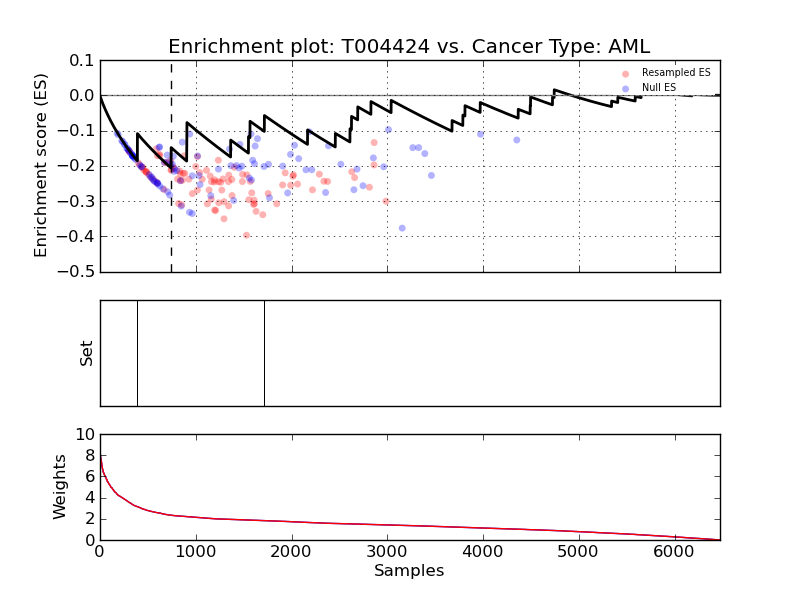 Enrichment plot: T004424 vs. Cancer Type: AML
Enrichment score (ES)
0.1
0.0
−0.1
−0.2
−0.3
−0.4
−0.5
Resampled ES
Null ES
Set
Weights
10
8
6
4
2
0
0 1000 2000 3000 4000 5000 6000
Samples